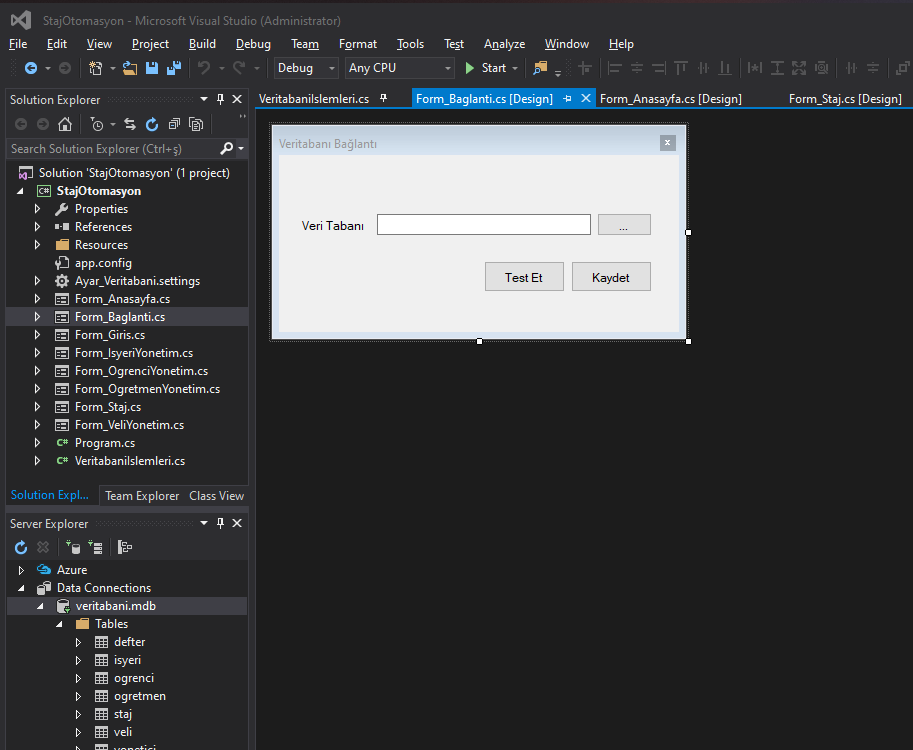 StajOtomasyon - Microsoft Visual Studio (Administrator)
File Edit View Project Build Debug Team Format Tools Test Analyze Window Help
Debug Any CPU Start
Solution Explorer
Veritabanislemleri.cs Form_Baglanti.cs [Design] Form_Anasayfa.cs [Design] Form_Staj.cs [Design]
Search Solution Explorer (Ctrl+ş)
Solution 'StajOtomasyon' (1 project)
StajOtomasyon
Properties
References
Resources
app.config
Ayar_Veritabani.settings
Form_Anasayfa.cs
Form_Baglanti.cs
Form_Giris.cs
Form_IsyeriYonetim.cs
Form_OgrenciYonetim.cs
Form_OgretmenYonetim.cs
Form_Staj.cs
Form_VeliYonetim.cs
Program.cs
VeritabaniIslemleri.cs
Solution Expl... Team Explorer Class View
Server Explorer
Azure
Data Connections
veritabani.mdb
Tables
defter
isyeri
ogrenci
ogretmen
staj
veli
yonetici
Veritabanı Bağlantı
x
Veri Tabanı
...
Test Et
Kaydet